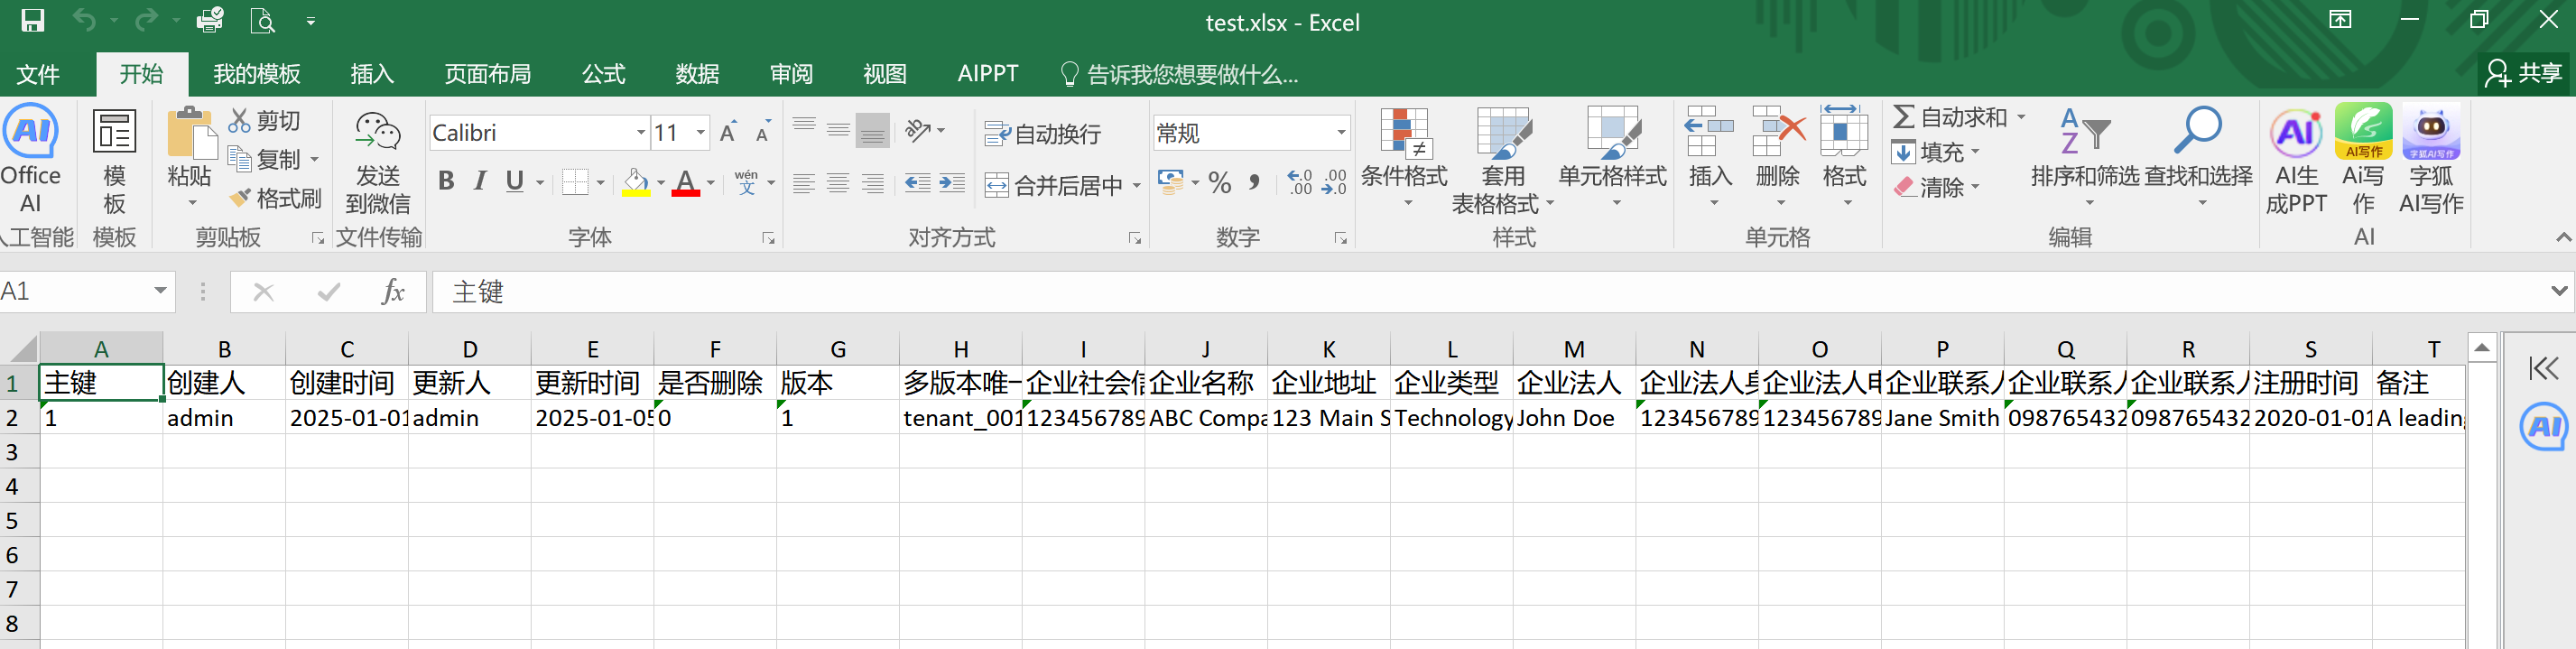 test.xlsx - Excel
文件 开始 我的模板 插入 页面布局 公式 数据 审阅 视图 AIPPT 告诉我您想要做什么... 共享
AI
Office
AI
人工智能
模
板
模板
粘贴
剪切
复制
格式刷
剪贴板
发送
到微信
文件传输
Calibri 11 A A
B I U A wén 文
字体
自动换行
合并后居中
对齐方式
常规
% , .0 .00 .00 .0
数字
条件格式
套用
表格格式
单元格样式
样式
插入 删除 格式
单元格
自动求和
填充
清除
A Z
排序和筛选 查找和选择
编辑
AI生
成PPT
AI写作
Ai写
作
字狐AI写作
字狐
AI写作
AI
A1 fx 主键
A B C D E F G H I J K L M N O P Q R S T
1 主键 创建人 创建时间 更新人 更新时间 是否删除 版本 多版本唯一 企业社会信 企业名称 企业地址 企业类型 企业法人 企业法人身 企业法人电 企业联系人 企业联系人 企业联系人 注册时间 备注
2 1 admin 2025-01-01 admin 2025-01-05 0 1 tenant_001 123456789 ABC Compa 123 Main S Technology John Doe 123456789 123456789 Jane Smith 098765432 098765432 2020-01-01 A leading
3
4
5
6
7
8
AI